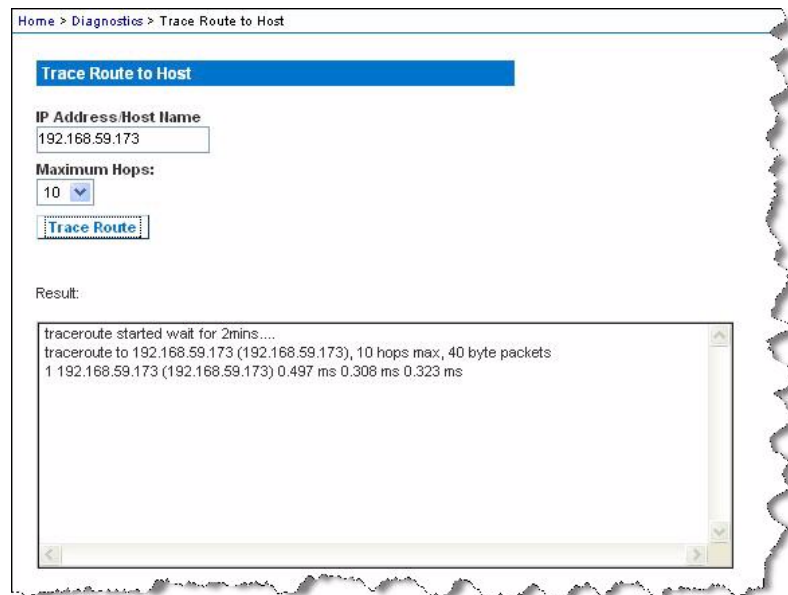 Home > Diagnostics > Trace Route to Host
Trace Route to Host
IP Address/Host Name
192.168.59.173
Maximum Hops:
10
Trace Route
Result:
traceroute started wait for 2mins....
traceroute to 192.168.59.173 (192.168.59.173), 10 hops max, 40 byte packets
1 192.168.59.173 (192.168.59.173) 0.497 ms 0.308 ms 0.323 ms